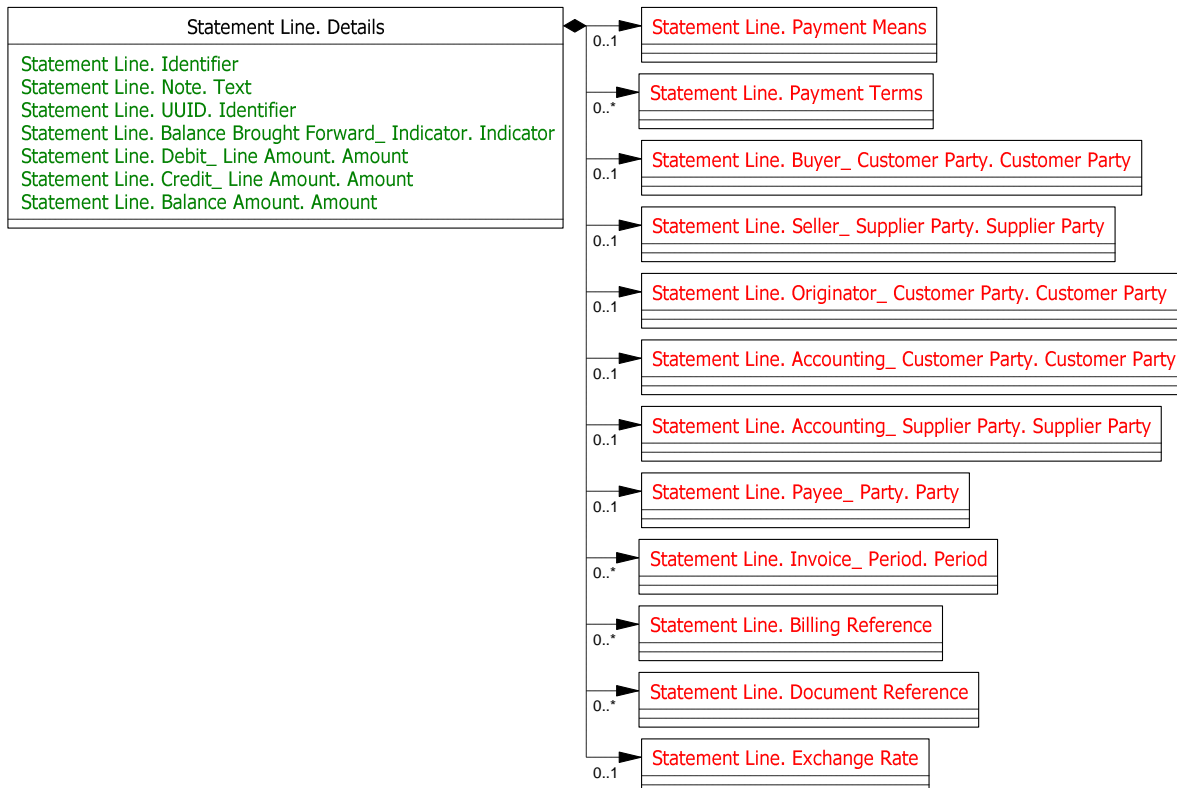 Statement Line. Details
Statement Line. Identifier
Statement Line. Note. Text
Statement Line. UUID. Identifier
Statement Line. Balance Brought Forward_ Indicator. Indicator
Statement Line. Debit_ Line Amount. Amount
Statement Line. Credit_ Line Amount. Amount
Statement Line. Balance Amount. Amount
0..1
Statement Line. Payment Means
0..*
Statement Line. Payment Terms
0..1
Statement Line. Buyer_ Customer Party. Customer Party
0..1
Statement Line. Seller_ Supplier Party. Supplier Party
0..1
Statement Line. Originator_ Customer Party. Customer Party
0..1
Statement Line. Accounting_ Customer Party. Customer Party
0..1
Statement Line. Accounting_ Supplier Party. Supplier Party
0..1
Statement Line. Payee_ Party. Party
0..*
Statement Line. Invoice_ Period. Period
0..*
Statement Line. Billing Reference
0..*
Statement Line. Document Reference
0..1
Statement Line. Exchange Rate